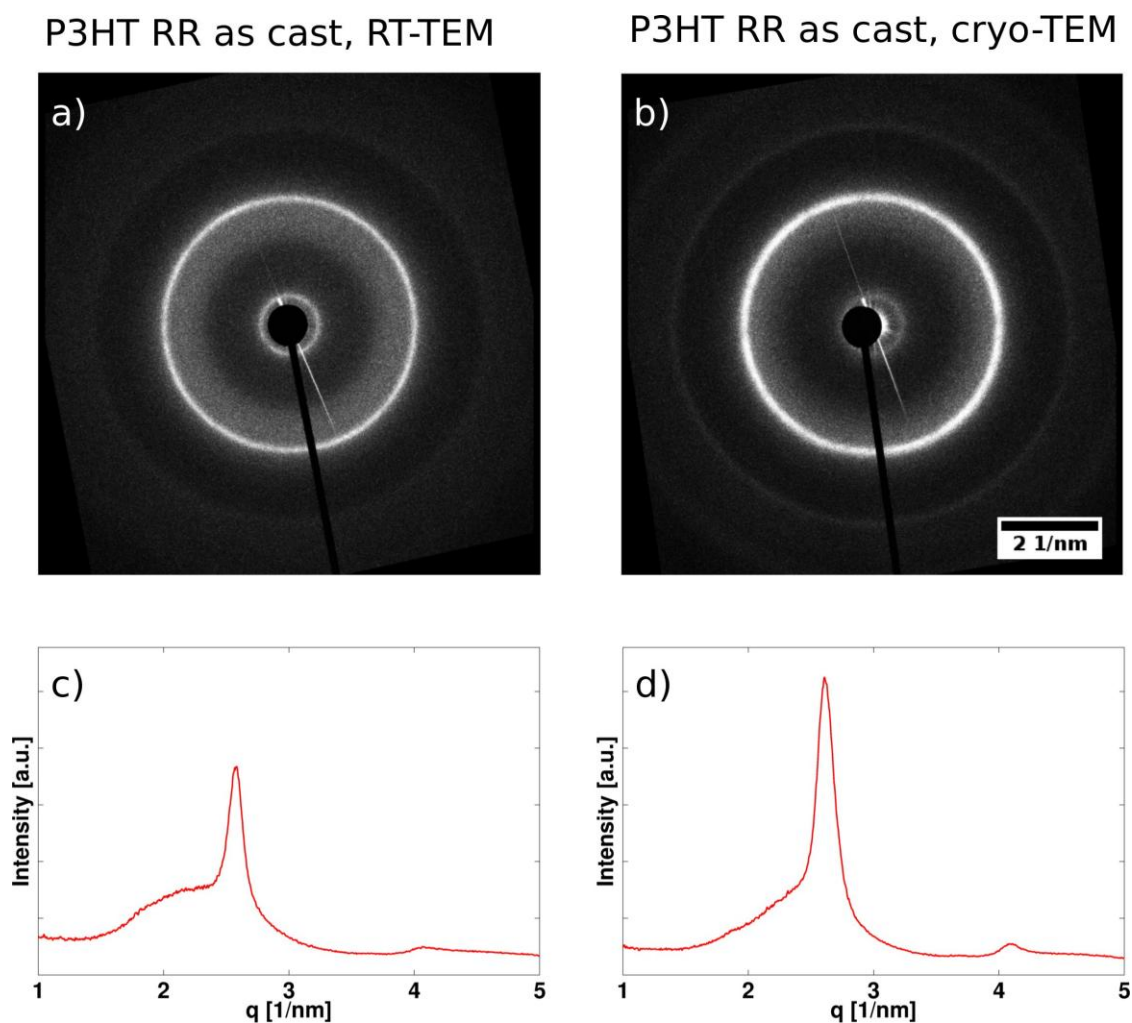 P3HT RR as cast, RT-TEM
P3HT RR as cast, cryo-TEM
a)
b)
2 1/nm
c)
Intensity [a.u.]
1 2 3 4 5
q [1/nm]
d)
Intensity [a.u.]
1 2 3 4 5
q [1/nm]